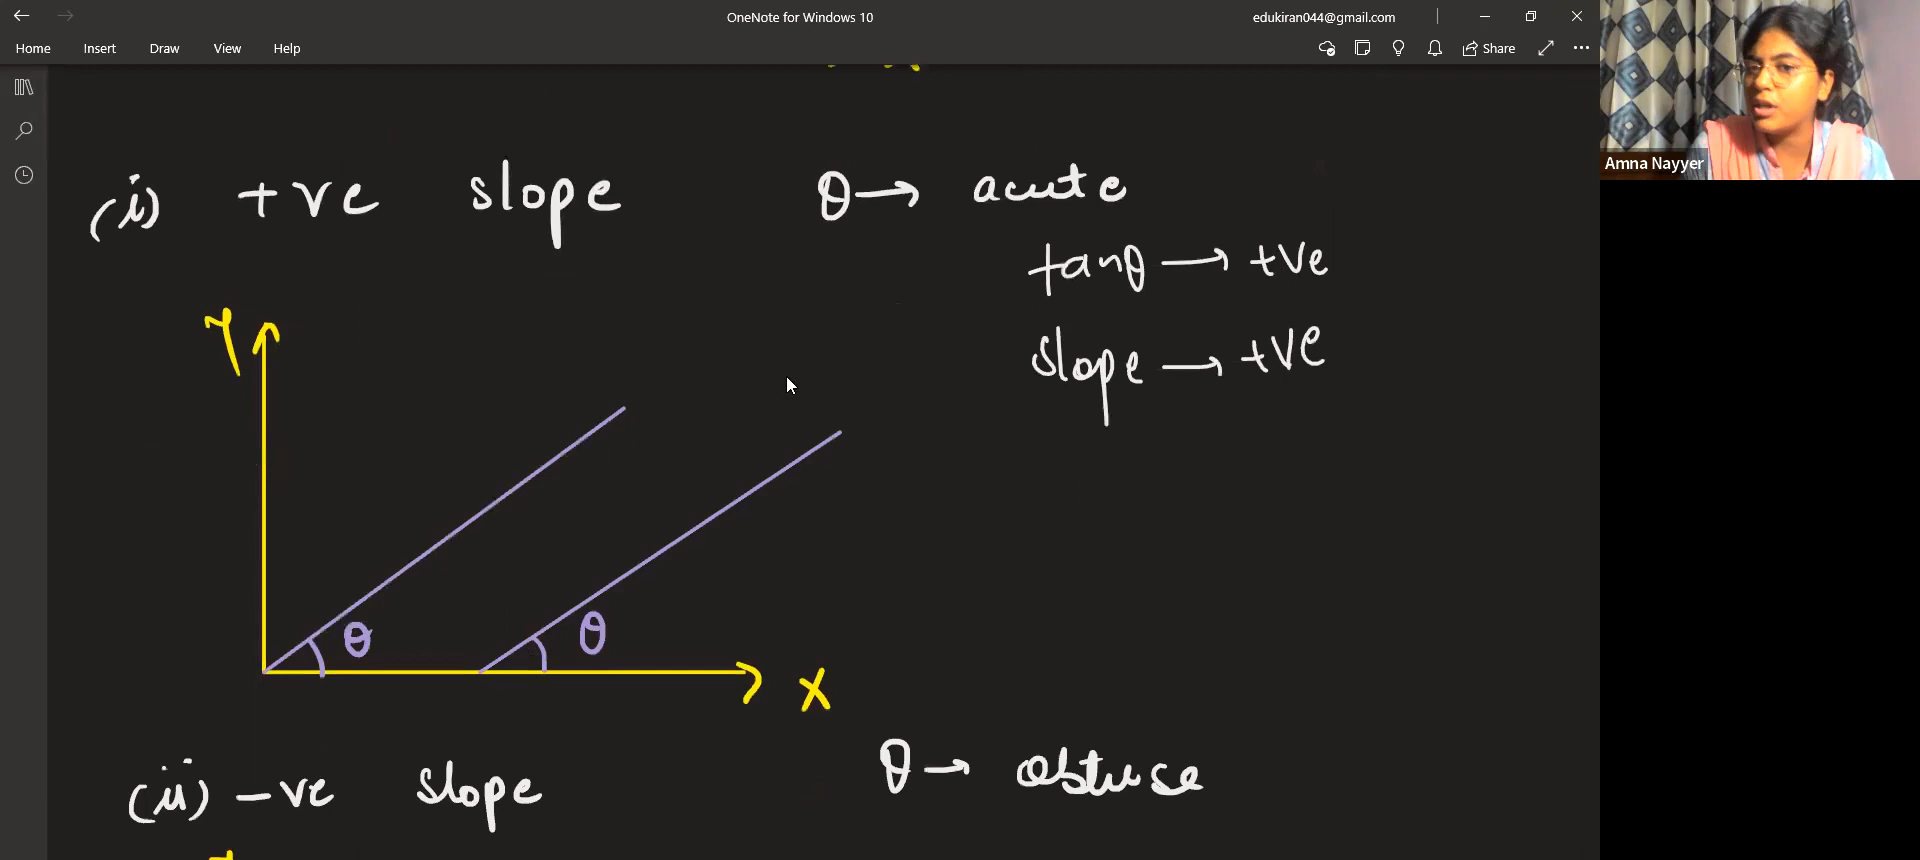 OneNote for Windows 10
edukiran044@gmail.com
Home Insert Draw View Help
Share
Amna Nayyer
(i) +ve slope θ → acute
tanθ → +ve
slope → +ve
Y
θ θ
X
(ii) -ve slope θ → obtuse